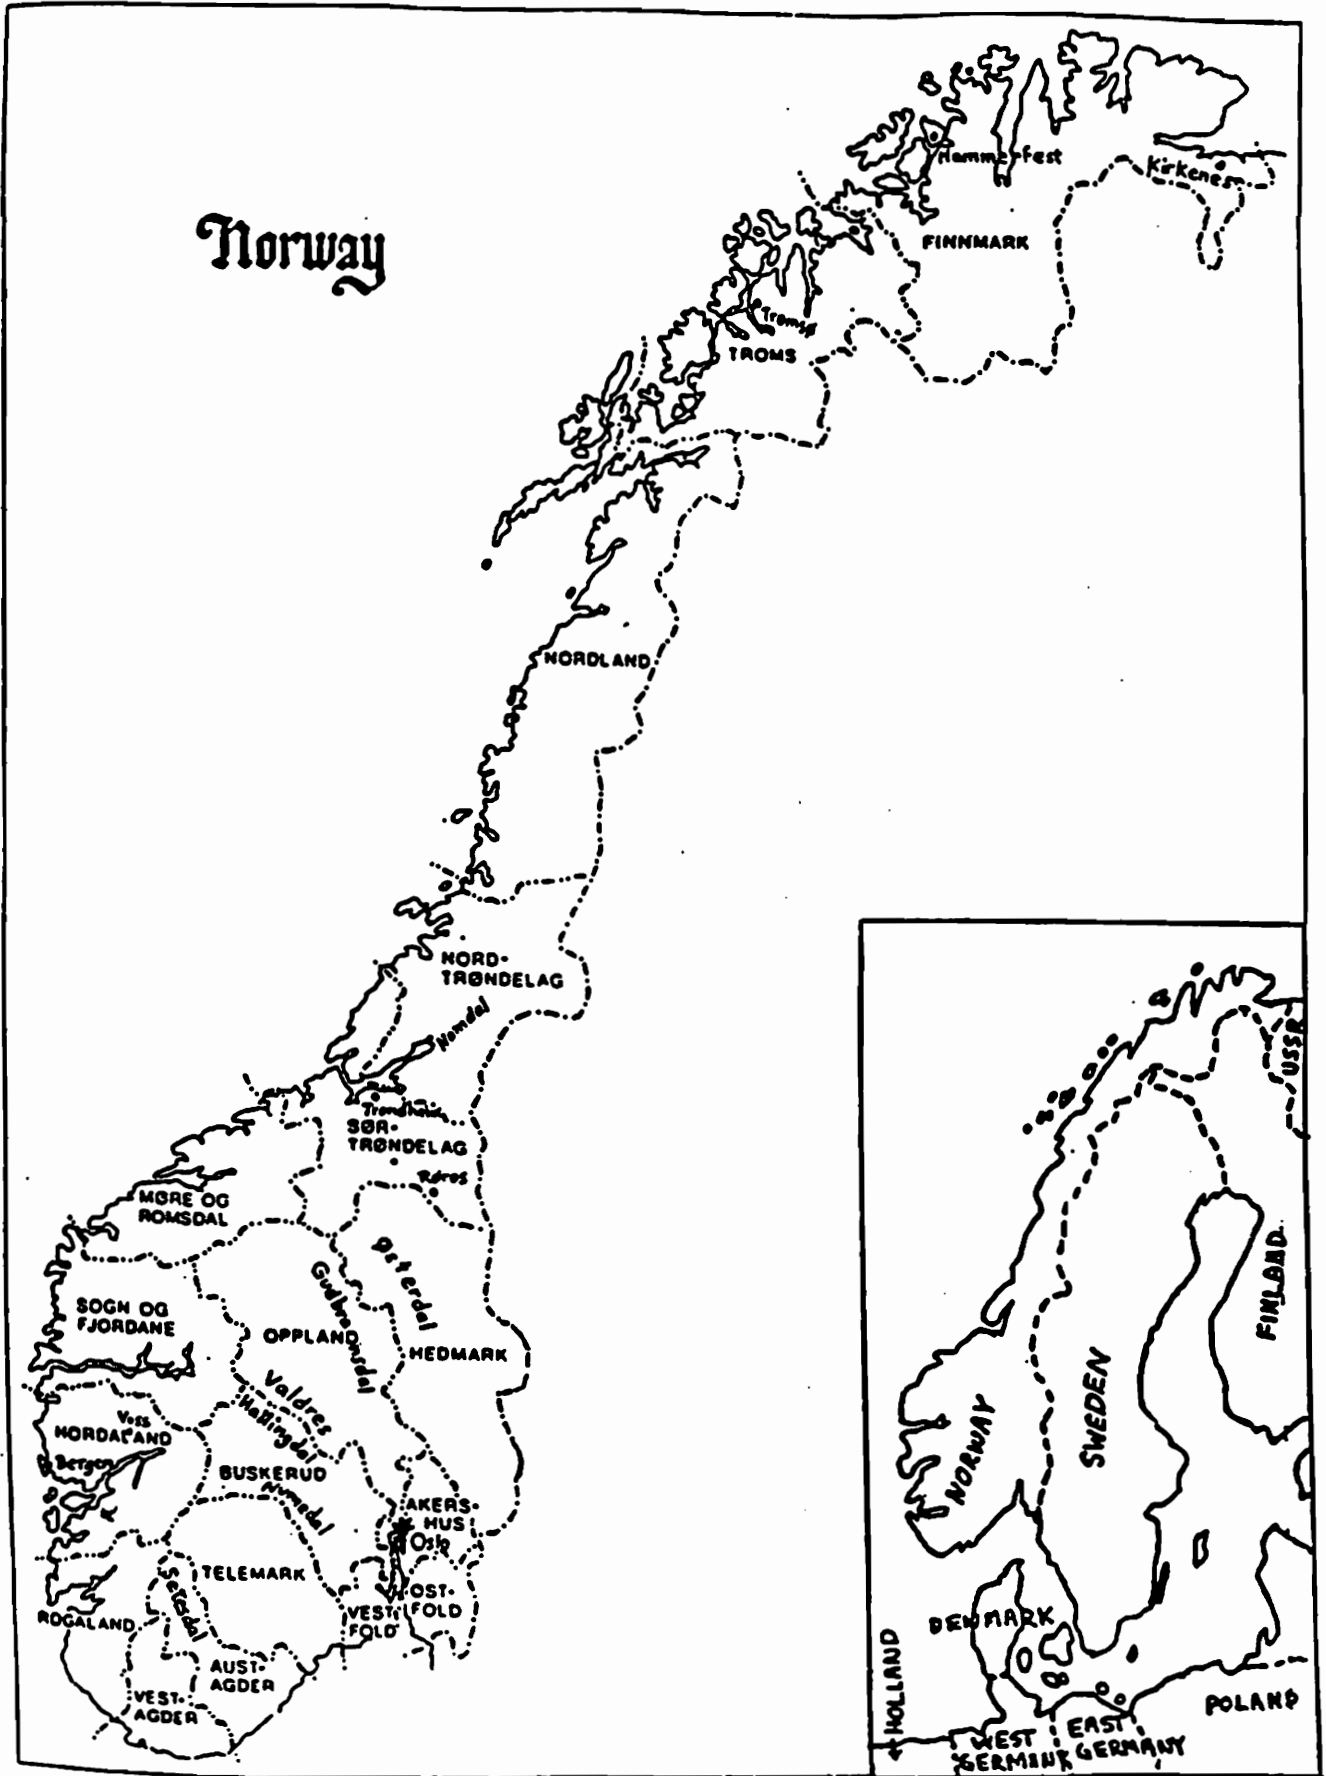 Norway
Hammerfest
Kirkenes
FINNMARK
Tromsø
TROMS
NORDLAND
NORD-
TRØNDELAG
Namdal
Trondheim
SØR-
TRØNDELAG
Røros
MØRE OG
ROMSDAL
Østerdal
Gudbransdal
SOGN OG
FJORDANE
OPPLAND
HEDMARK
Valdres
Hallingdal
Voss
HORDALAND
Bergen
BUSKERUD
Numedal
AKERS-
HUS
Oslo
TELEMARK
Setesdal
ROGALAND
VEST-
FOLD
OST-
FOLD
AUST-
AGDER
VEST-
AGDER
USSR
FINLAND
SWEDEN
NORWAY
DENMARK
← HOLLAND
POLAND
WEST
GERMANY
EAST
GERMANY